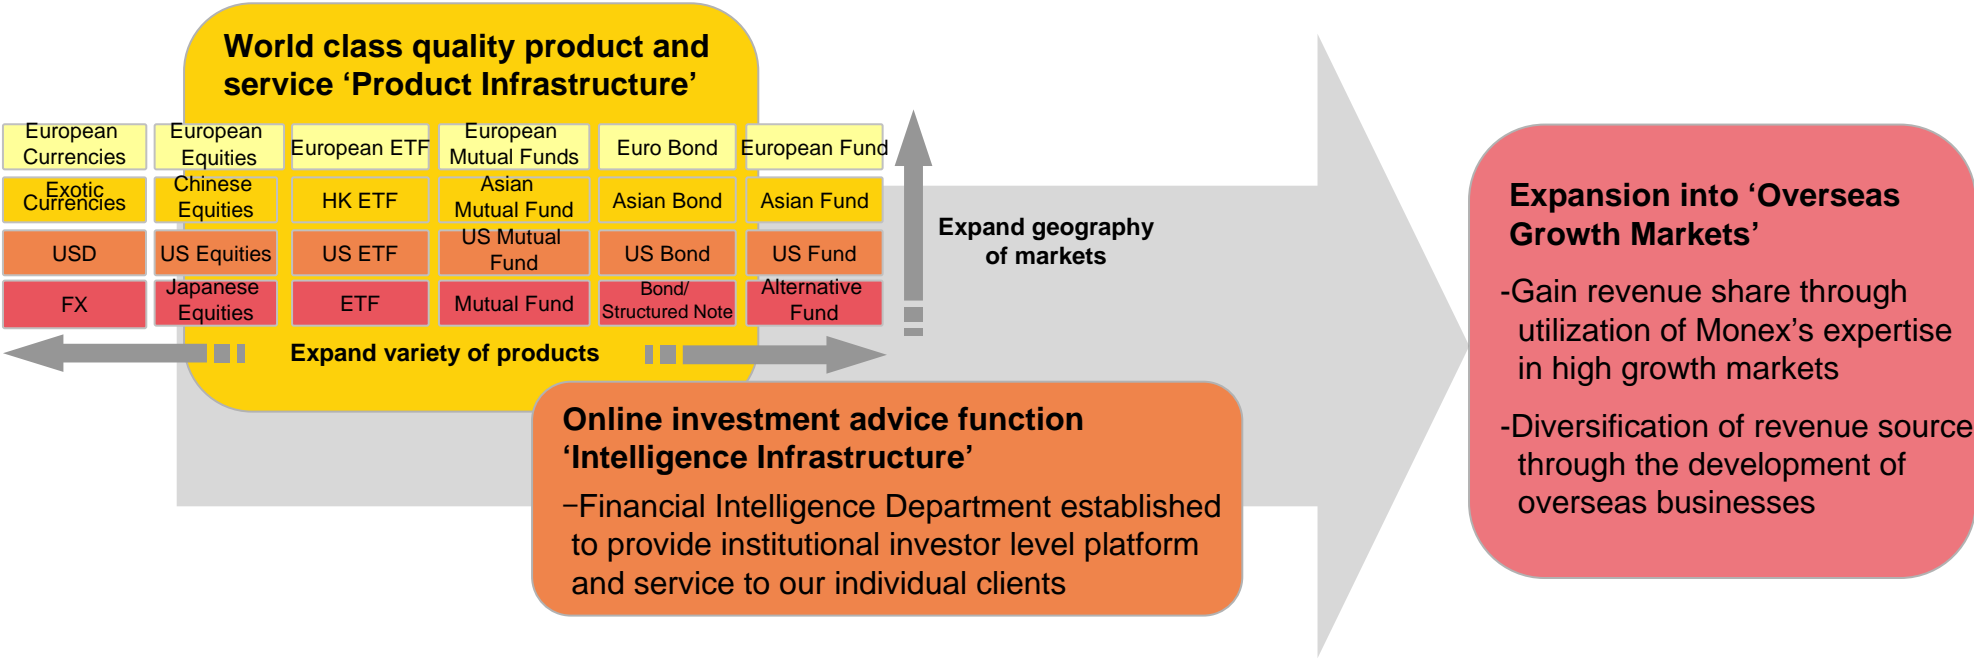 World class quality product and
service ‘Product Infrastructure’
European
Currencies
European
Equities
European ETF
European
Mutual Funds
Euro Bond
European Fund
Exotic
Currencies
Chinese
Equities
HK ETF
Asian
Mutual Fund
Asian Bond
Asian Fund
USD
US Equities
US ETF
US Mutual
Fund
US Bond
US Fund
FX
Japanese
Equities
ETF
Mutual Fund
Bond/
Structured Note
Alternative
Fund
Expand variety of products
Expand geography
of markets
Online investment advice function
‘Intelligence Infrastructure’
−Financial Intelligence Department established
to provide institutional investor level platform
and service to our individual clients
Expansion into ‘Overseas
Growth Markets’
-Gain revenue share through
utilization of Monex’s expertise
in high growth markets
-Diversification of revenue source
through the development of
overseas businesses